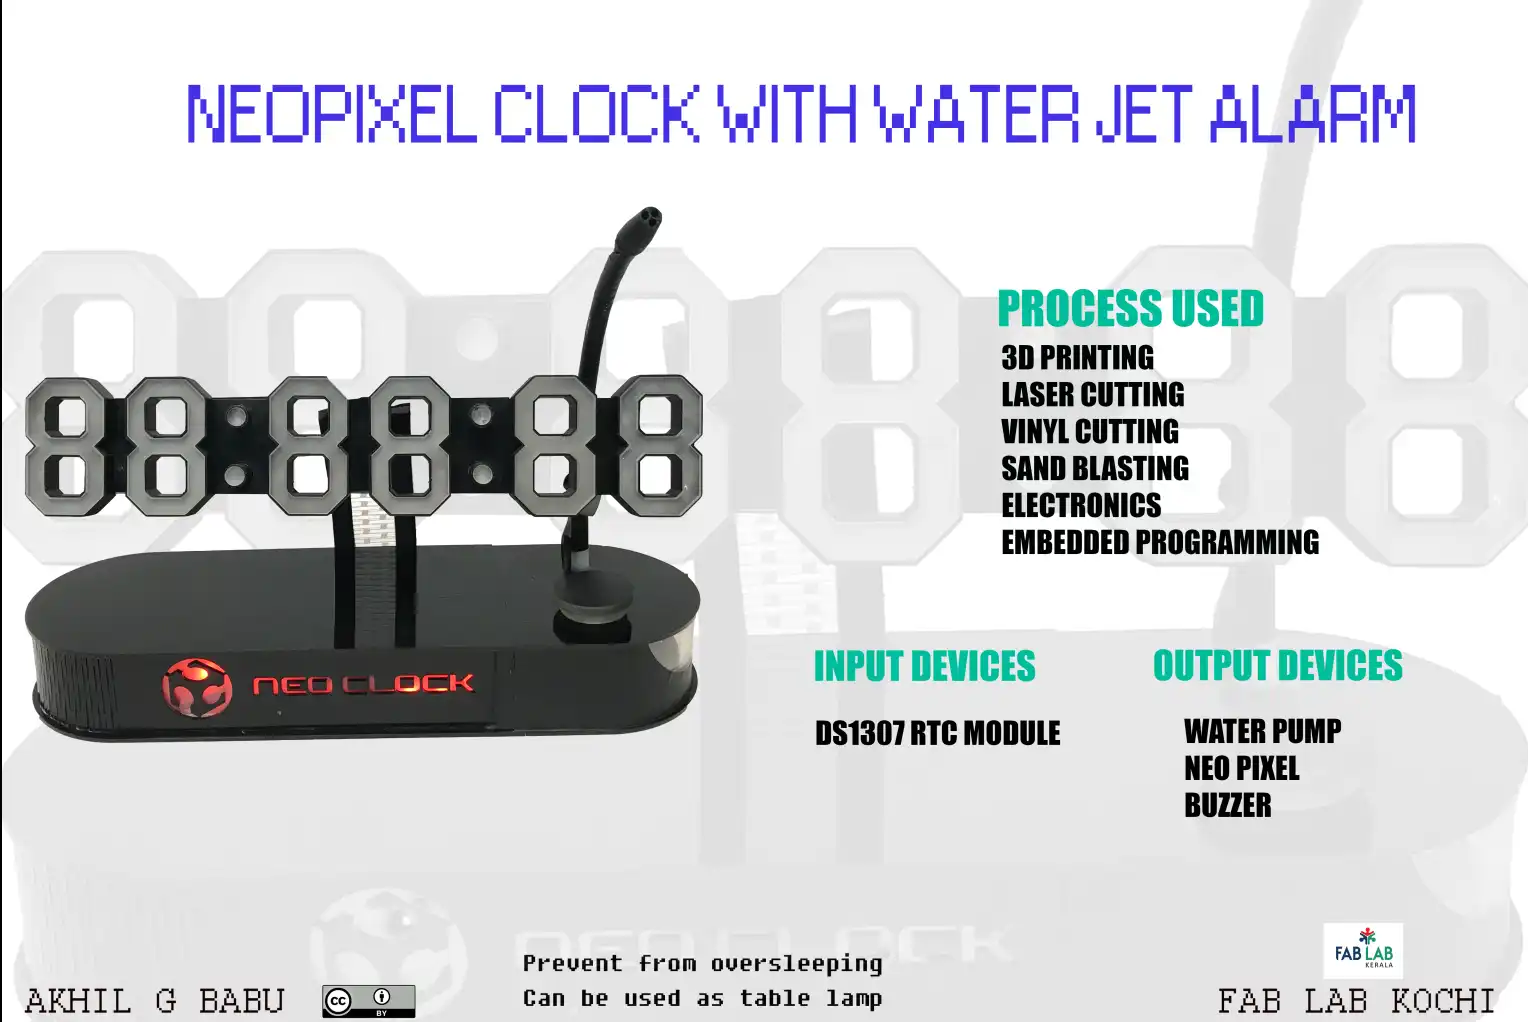 NEOPIXEL CLOCK WITH WATER JET ALARM
PROCESS USED
3D PRINTING
LASER CUTTING
VINYL CUTTING
SAND BLASTING
ELECTRONICS
EMBEDDED PROGRAMMING
NEO CLOCK
INPUT DEVICES
DS1307 RTC MODULE
OUTPUT DEVICES
WATER PUMP
NEO PIXEL
BUZZER
NEO CLOCK
Prevent from oversleeping
Can be used as table lamp
AKHIL G BABU
cc
BY
FAB LAB
KERALA
FAB LAB KOCHI